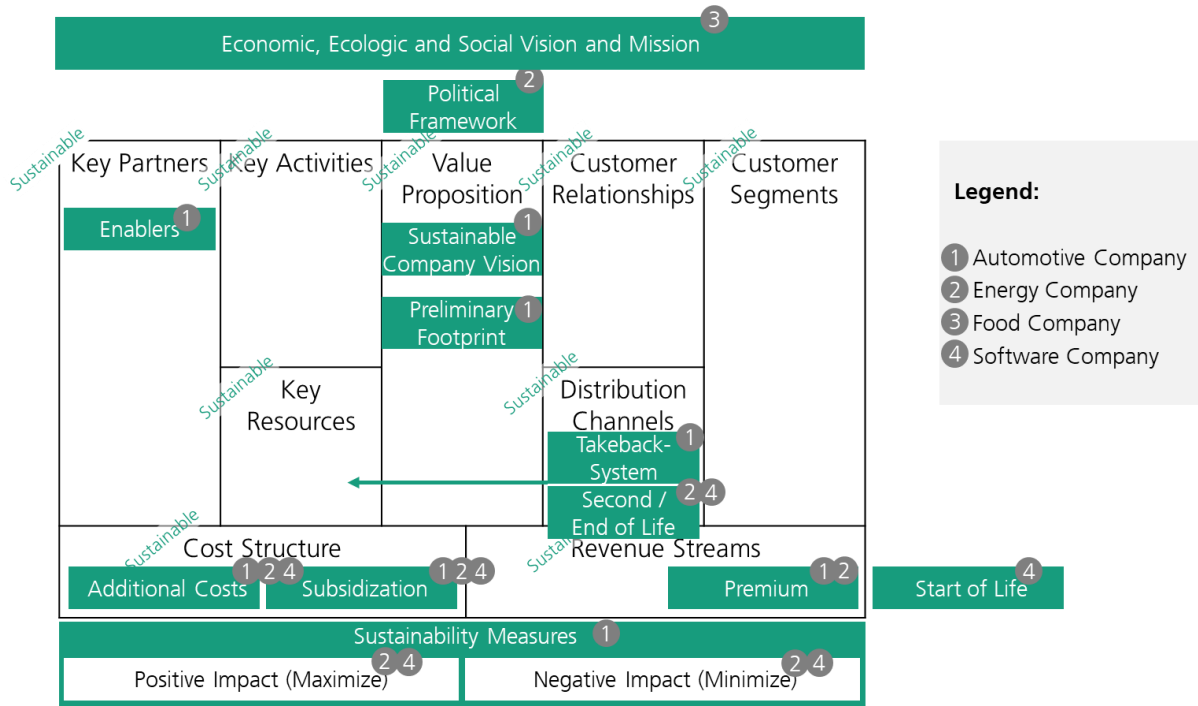 3
Economic, Ecologic and Social Vision and Mission
2
Political
Framework
Sustainable
Sustainable
Sustainable
Sustainable
Sustainable
Key Partners
Key Activities
Value
Proposition
Customer
Relationships
Customer
Segments
Enablers 1
1
Sustainable
Company Vision
Preliminary 1
Footprint
Sustainable
Key
Resources
Sustainable
Distribution
Channels
Takeback- 1
System
Second / 2 4
End of Life
Sustainable
Cost Structure
Sustainable
Revenue Streams
Additional Costs 1 2 4
Subsidization 1 2 4
Premium 1 2
Start of Life 4
Sustainability Measures 1
Positive Impact (Maximize) 2 4
Negative Impact (Minimize) 2 4
Legend:
1 Automotive Company
2 Energy Company
3 Food Company
4 Software Company